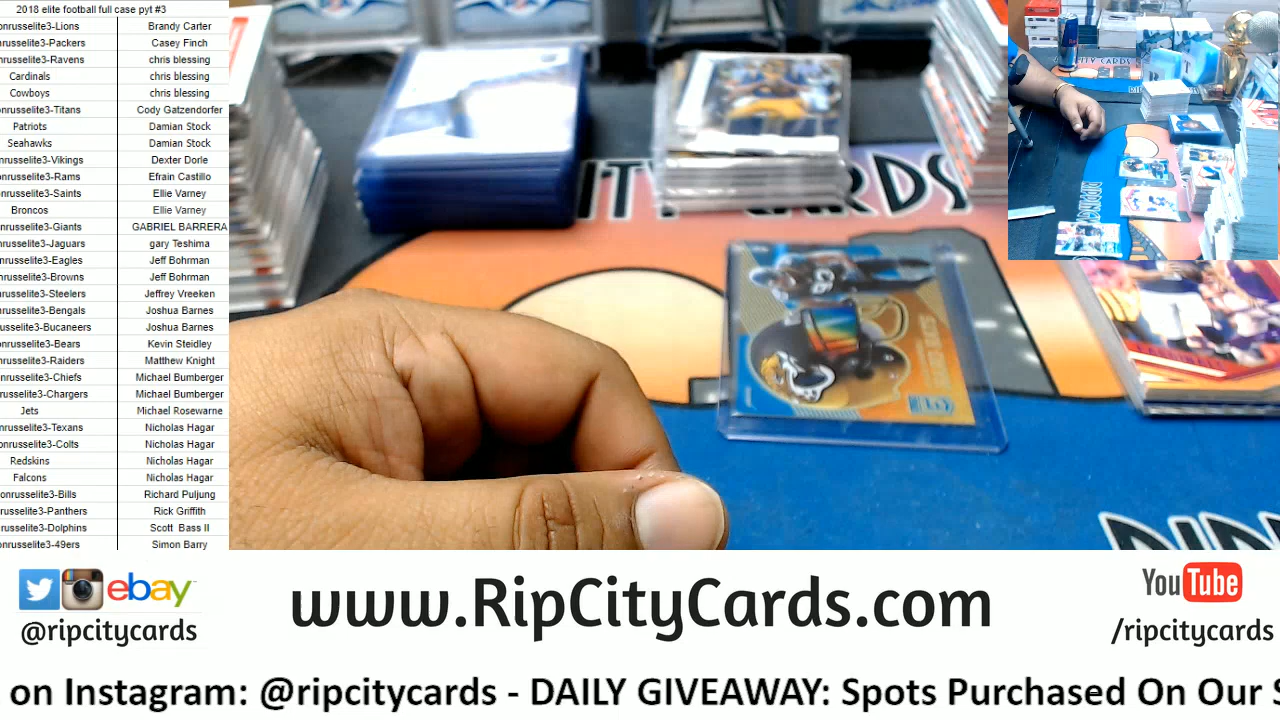 2018 elite football full case pyt #3
nrusselite3-Lions Brandy Carter
nrusselite3-Packers Casey Finch
nrusselite3-Ravens chris blessing
Cardinals chris blessing
Cowboys chris blessing
onrusselite3-Titans Cody Gatzendorfer
Patriots Damian Stock
Seahawks Damian Stock
nrusselite3-Vikings Dexter Dorle
onrusselite3-Rams Efrain Castillo
nrusselite3-Saints Ellie Varney
Broncos Ellie Varney
nrusselite3-Giants GABRIEL BARRERA
nrusselite3-Jaguars gary Teshima
nrusselite3-Eagles Jeff Bohrman
nrusselite3-Browns Jeff Bohrman
nrusselite3-Steelers Jeffrey Vreeken
nrusselite3-Bengals Joshua Barnes
usselite3-Bucaneers Joshua Barnes
nrusselite3-Bears Kevin Steidley
nrusselite3-Raiders Matthew Knight
onrusselite3-Chiefs Michael Bumberger
nrusselite3-Chargers Michael Bumberger
Jets Michael Rosewarne
nrusselite3-Texans Nicholas Hagar
onrusselite3-Colts Nicholas Hagar
Redskins Nicholas Hagar
Falcons Nicholas Hagar
onrusselite3-Bills Richard Puljung
russelite3-Panthers Rick Griffith
russelite3-Dolphins Scott Bass II
onrusselite3-49ers Simon Barry
ITY CARDS
RIPPING
ebay
@ripcitycards
www.RipCityCards.com
YouTube
/ripcitycards
on Instagram: @ripcitycards - DAILY GIVEAWAY: Spots Purchased On Our S